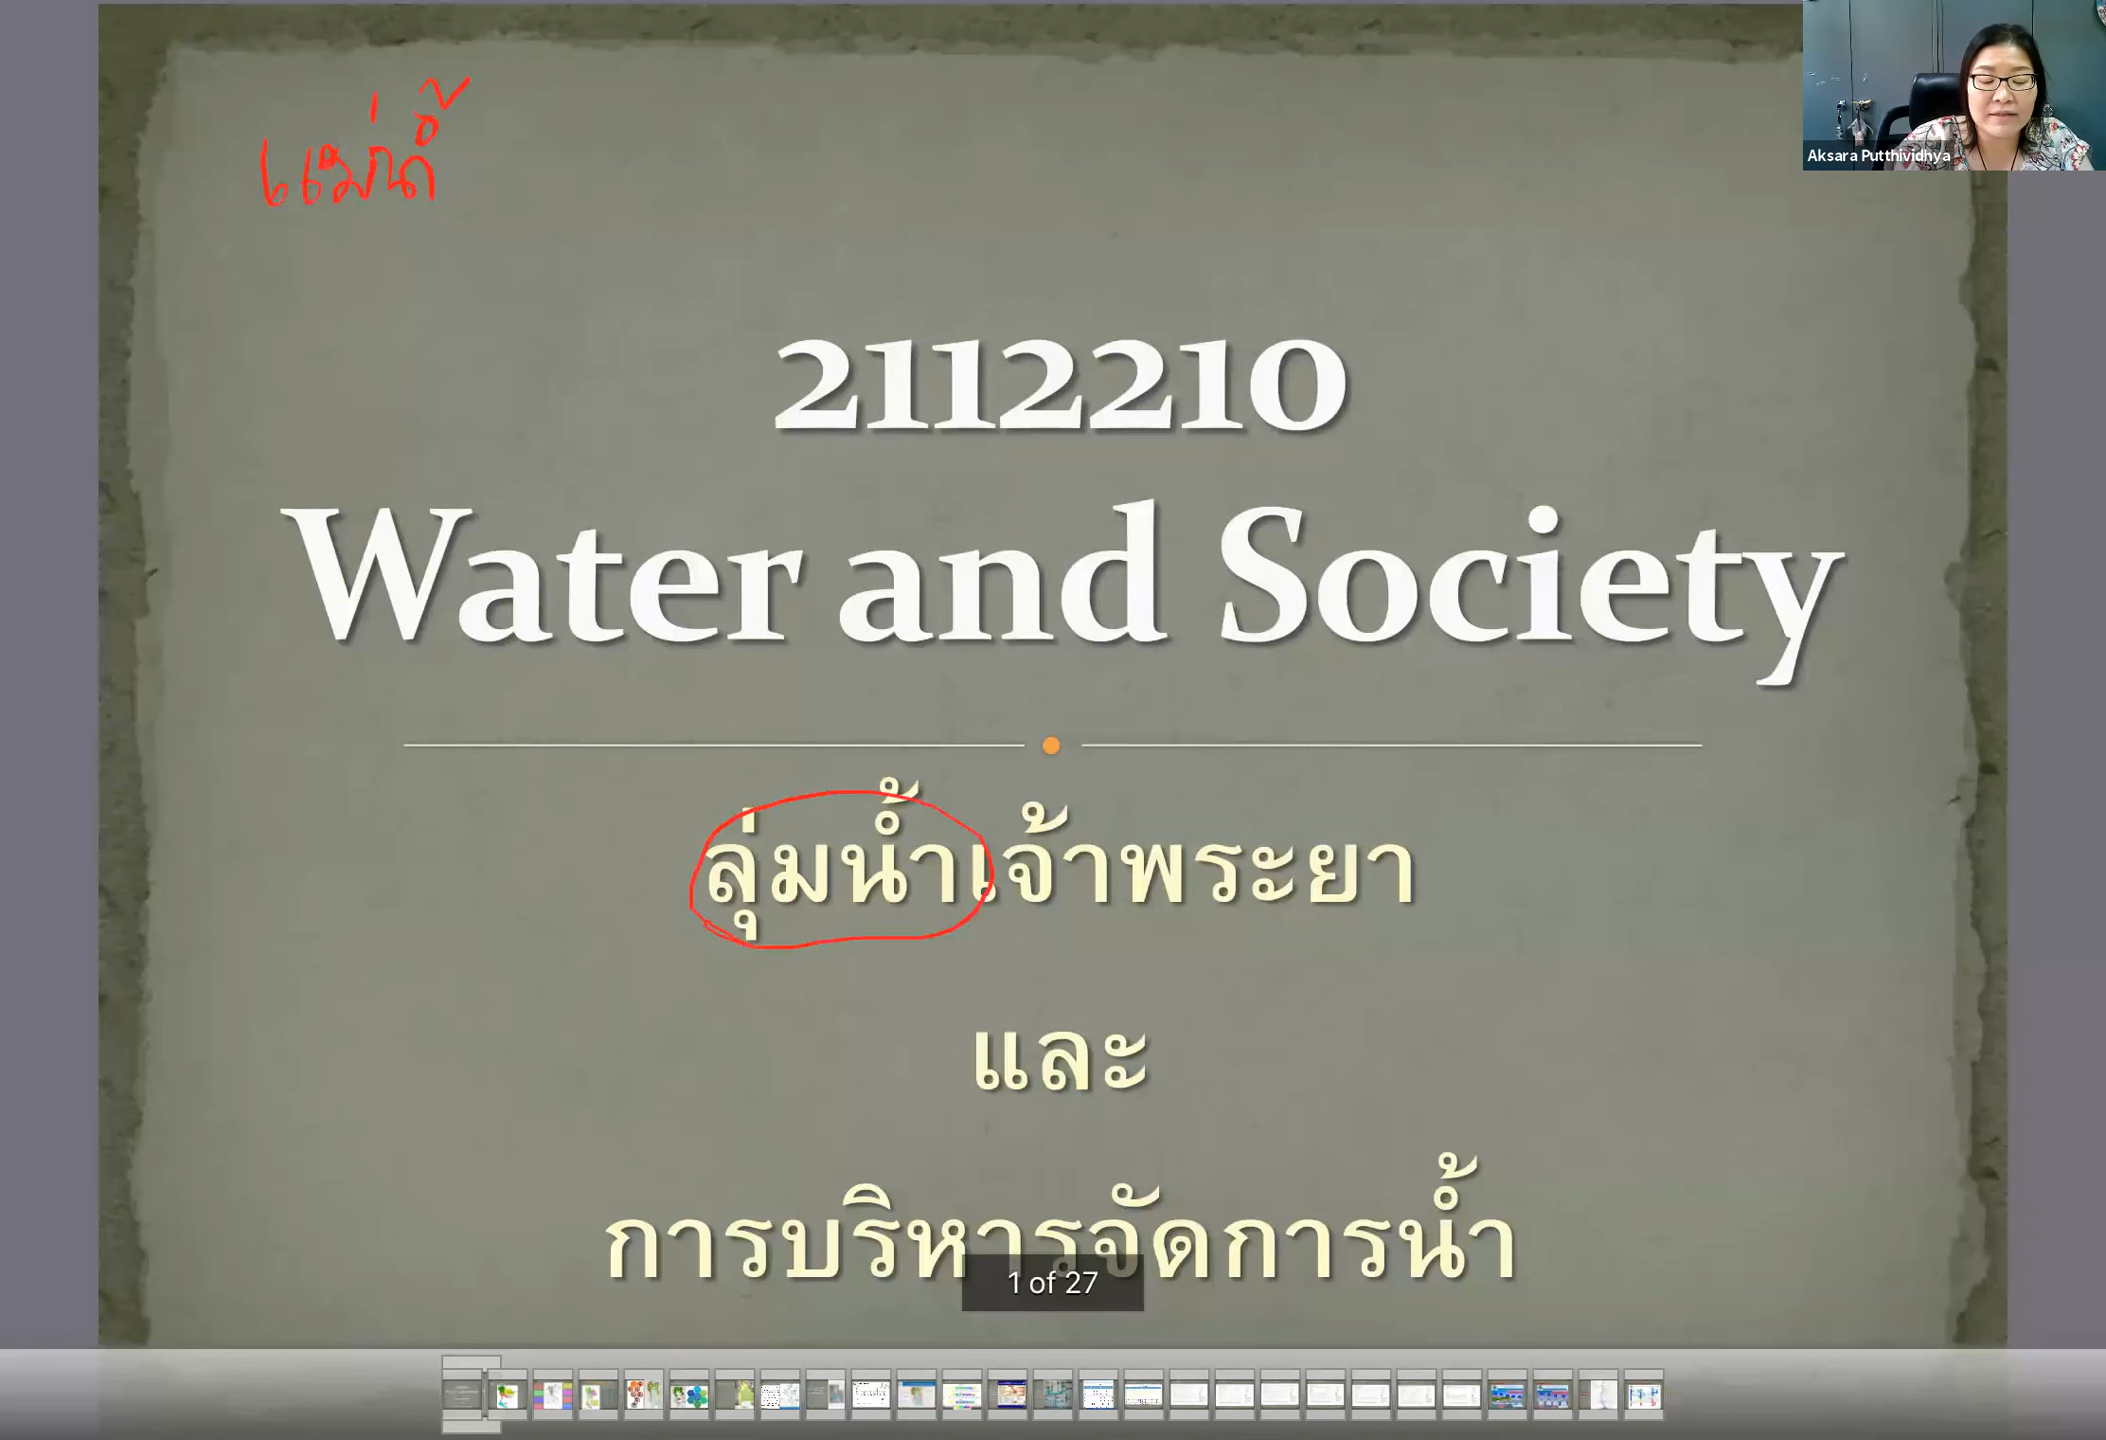 แม่น้ำ
Aksara Putthividhya
2112210
Water and Society
ลุ่มน้ำเจ้าพระยา
และ
การบริหารจัดการน้ำ
1 of 27